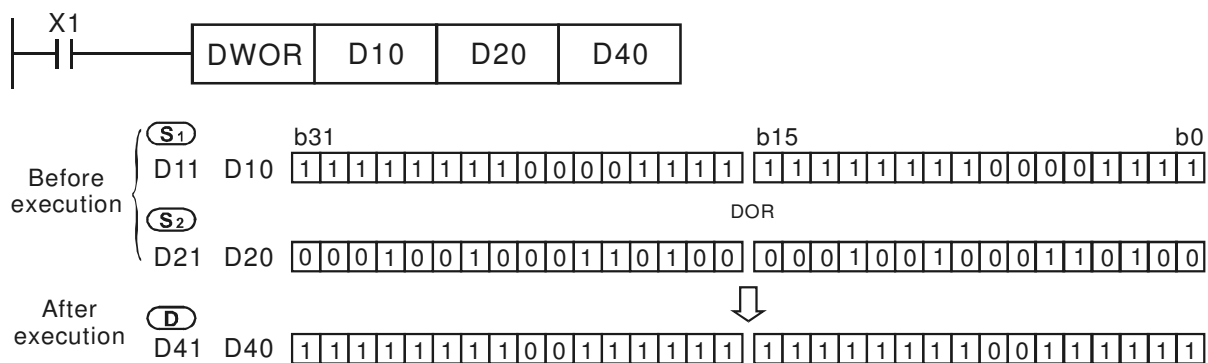 X1
DWOR D10 D20 D40
S1 b31 b15 b0
D11 D10 1 1 1 1 1 1 1 1 0 0 0 0 1 1 1 1 1 1 1 1 1 1 1 1 0 0 0 0 1 1 1 1
Before
execution
S2 DOR
D21 D20 0 0 0 1 0 0 1 0 0 0 1 1 0 1 0 0 0 0 0 1 0 0 1 0 0 0 1 1 0 1 0 0
After
execution
D
D41 D40 1 1 1 1 1 1 1 1 0 0 1 1 1 1 1 1 1 1 1 1 1 1 1 1 0 0 1 1 1 1 1 1